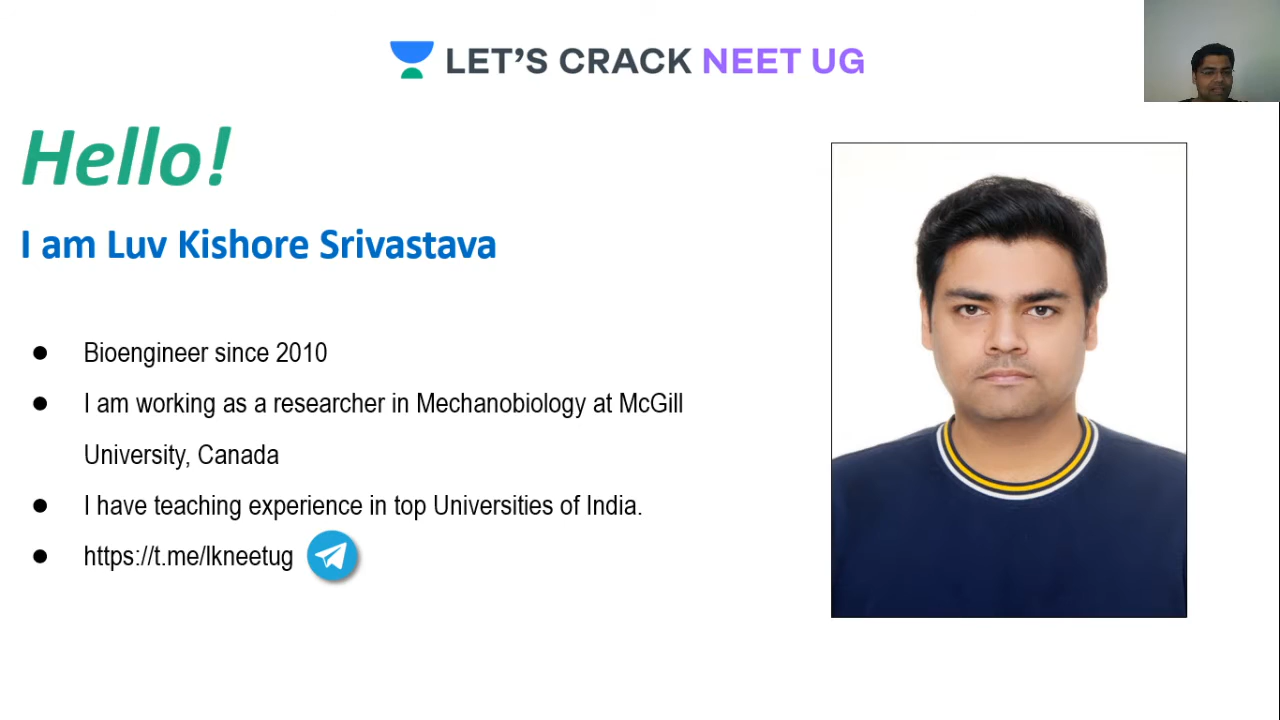 LET'S CRACK NEET UG
Hello!
I am Luv Kishore Srivastava
● Bioengineer since 2010
● I am working as a researcher in Mechanobiology at McGill
University, Canada
● I have teaching experience in top Universities of India.
● https://t.me/lkneetug